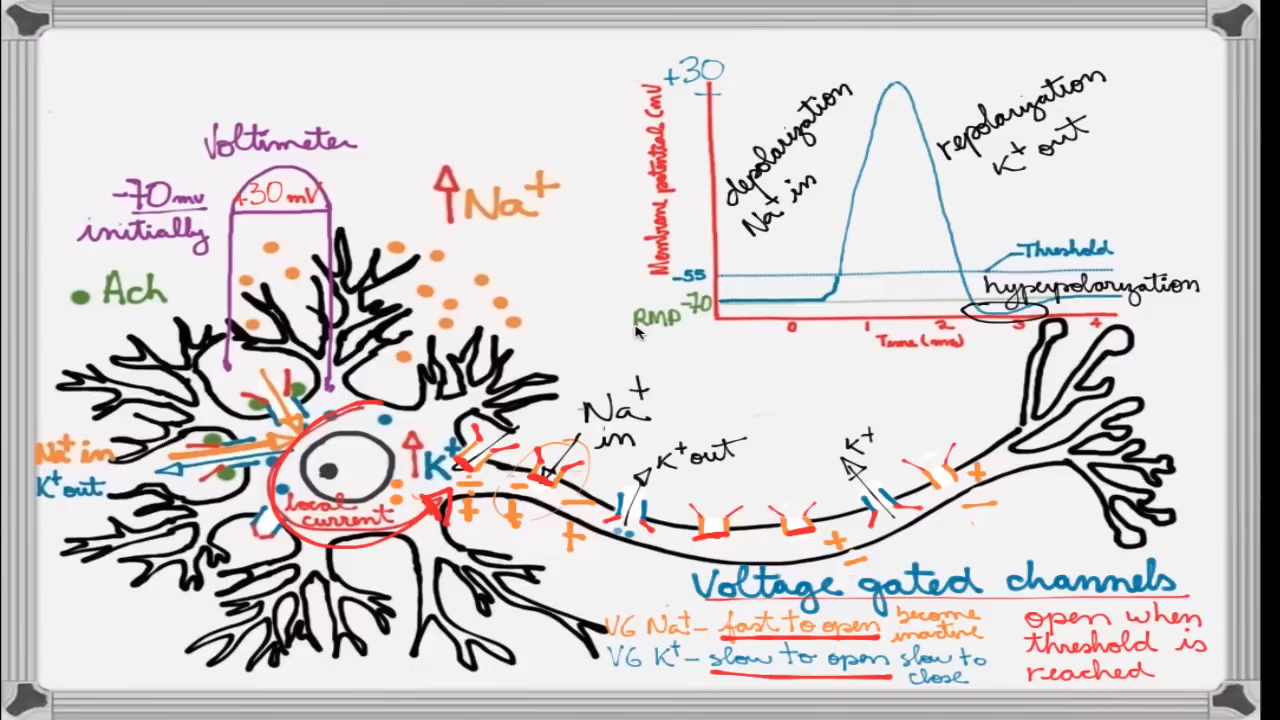 Voltimeter
-70mv
initially
+30mV
↑Na+
Ach
Na+ in
K+ out
↑K+
local
current
Na+
in
K+ out
K+
+30
Membrane potential (mV
-55
-70
RMP
depolarization
Na+ in
repolarization
K+ out
Threshold
hyperpolarization
0 1 2 3 4
Time (ms)
Voltage gated channels
VG Na+ - fast to open become
inactive
VG K+ - slow to open slow to
close
open when
threshold is
reached